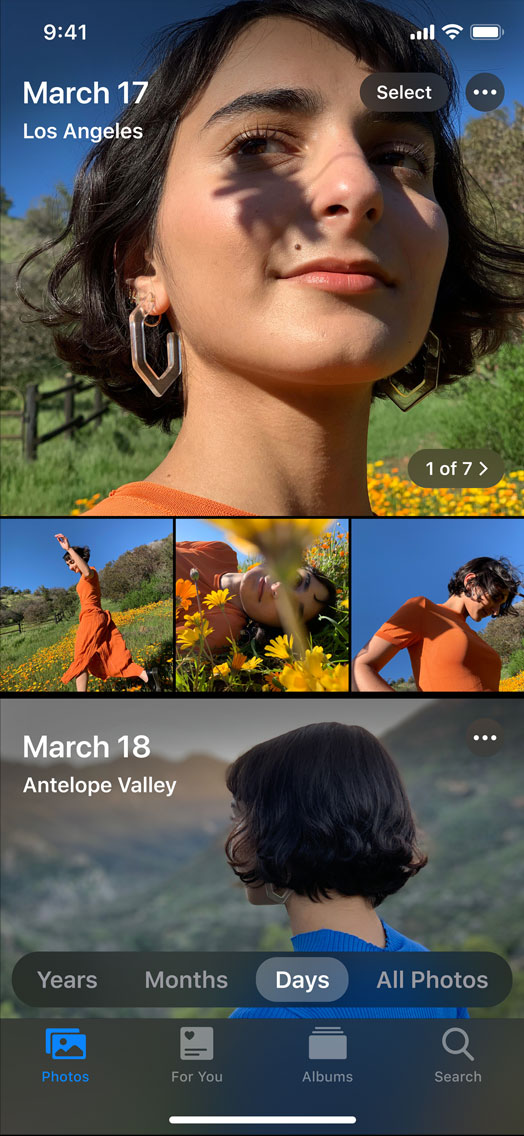 9:41
March 17
Select
Los Angeles
1 of 7
March 18
Antelope Valley
Years Months Days All Photos
Photos For You Albums Search